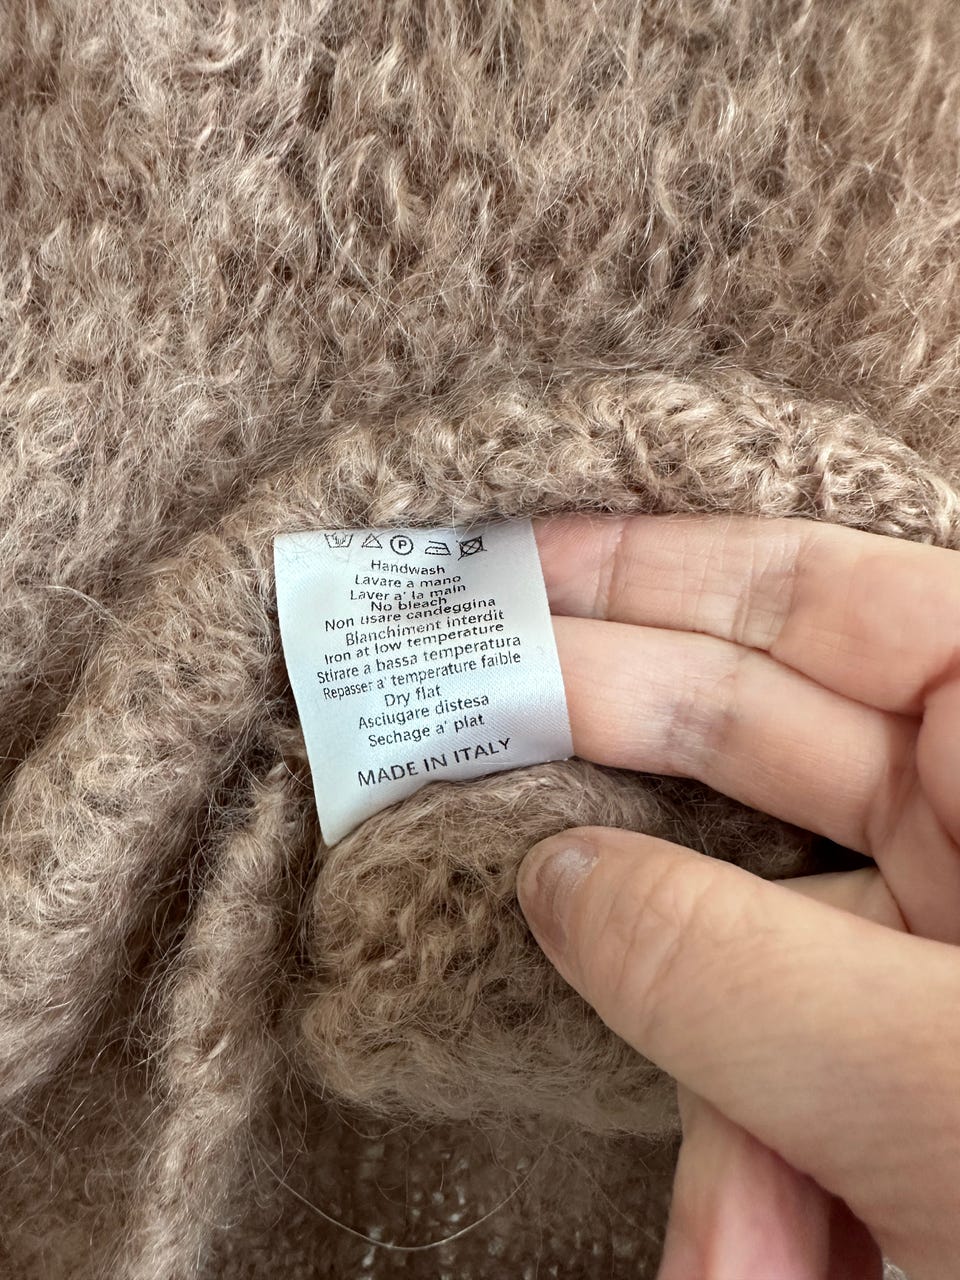 P
Handwash
Lavare a mano
Laver a' la main
No bleach
Non usare candeggina
Blanchiment interdit
Iron at low temperature
Stirare a bassa temperatura
Repasser a' temperature faible
Dry flat
Asciugare distesa
Sechage a' plat
MADE IN ITALY